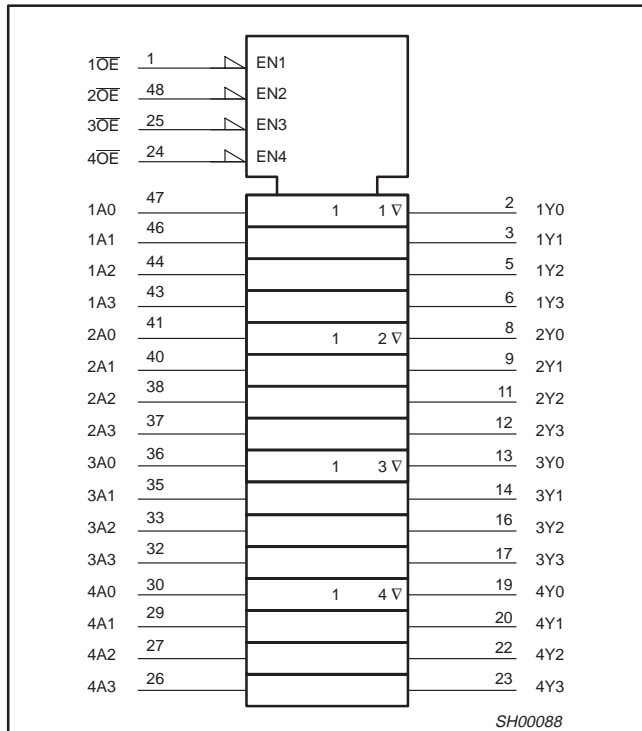 1OE 1 EN1
2OE 48 EN2
3OE 25 EN3
4OE 24 EN4
1A0 47 1 1 ∇ 2 1Y0
1A1 46 3 1Y1
1A2 44 5 1Y2
1A3 43 6 1Y3
2A0 41 1 2 ∇ 8 2Y0
2A1 40 9 2Y1
2A2 38 11 2Y2
2A3 37 12 2Y3
3A0 36 1 3 ∇ 13 3Y0
3A1 35 14 3Y1
3A2 33 16 3Y2
3A3 32 17 3Y3
4A0 30 1 4 ∇ 19 4Y0
4A1 29 20 4Y1
4A2 27 22 4Y2
4A3 26 23 4Y3
SH00088